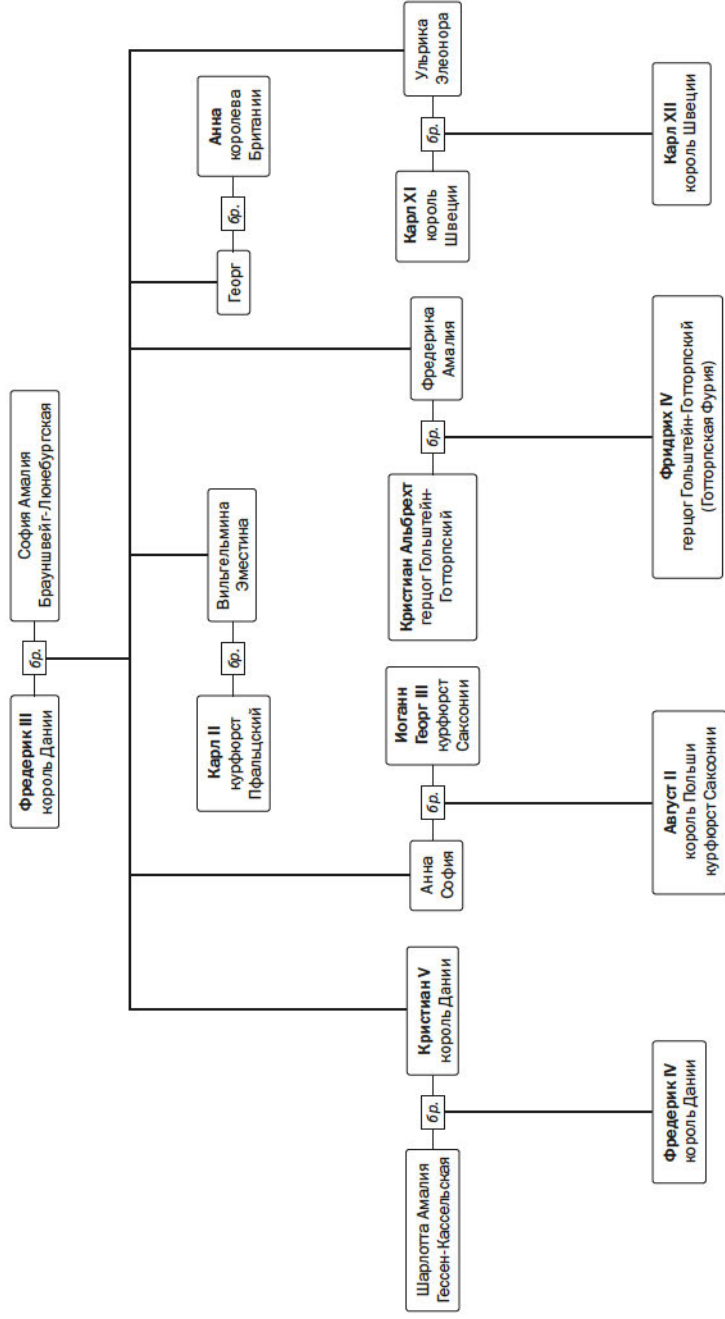 Фредерик III
король Дании
бр.
София Амалия
Брауншвейг-Люнебургская
Карл II
курфюрст
Пфальцский
бр.
Вильгельмина
Эместина
Георг
бр.
Анна
королева
Британии
Шарлотта Амалия
Гессен-Кассельская
бр.
Кристиан V
король Дании
Анна
София
бр.
Иоганн
Георг III
курфюрст
Саксонии
Кристиан Альбрехт
герцог Гольштейн-
Готторпский
бр.
Фредерика
Амалия
Карл XI
король
Швеции
бр.
Ульрика
Элеонора
Фредерик IV
король Дании
Август II
король Польши
курфюрст Саксонии
Фридрих IV
герцог Гольштейн-Готторпский
(Готторпская Фурия)
Карл XII
король Швеции